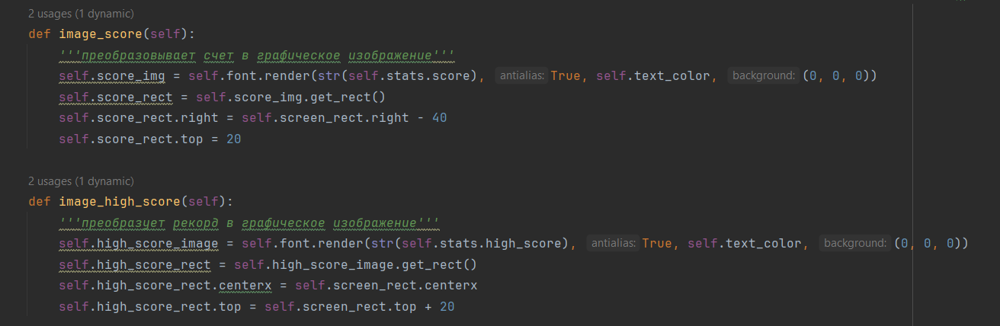 2 usages (1 dynamic)
def image_score(self):
'''преобразовывает счет в графическое изображение'''
self.score_img = self.font.render(str(self.stats.score), antialias: True, self.text_color, background: (0, 0, 0))
self.score_rect = self.score_img.get_rect()
self.score_rect.right = self.screen_rect.right - 40
self.score_rect.top = 20
2 usages (1 dynamic)
def image_high_score(self):
'''преобразует рекорд в графическое изображение'''
self.high_score_image = self.font.render(str(self.stats.high_score), antialias: True, self.text_color, background: (0, 0, 0))
self.high_score_rect = self.high_score_image.get_rect()
self.high_score_rect.centerx = self.screen_rect.centerx
self.high_score_rect.top = self.screen_rect.top + 20